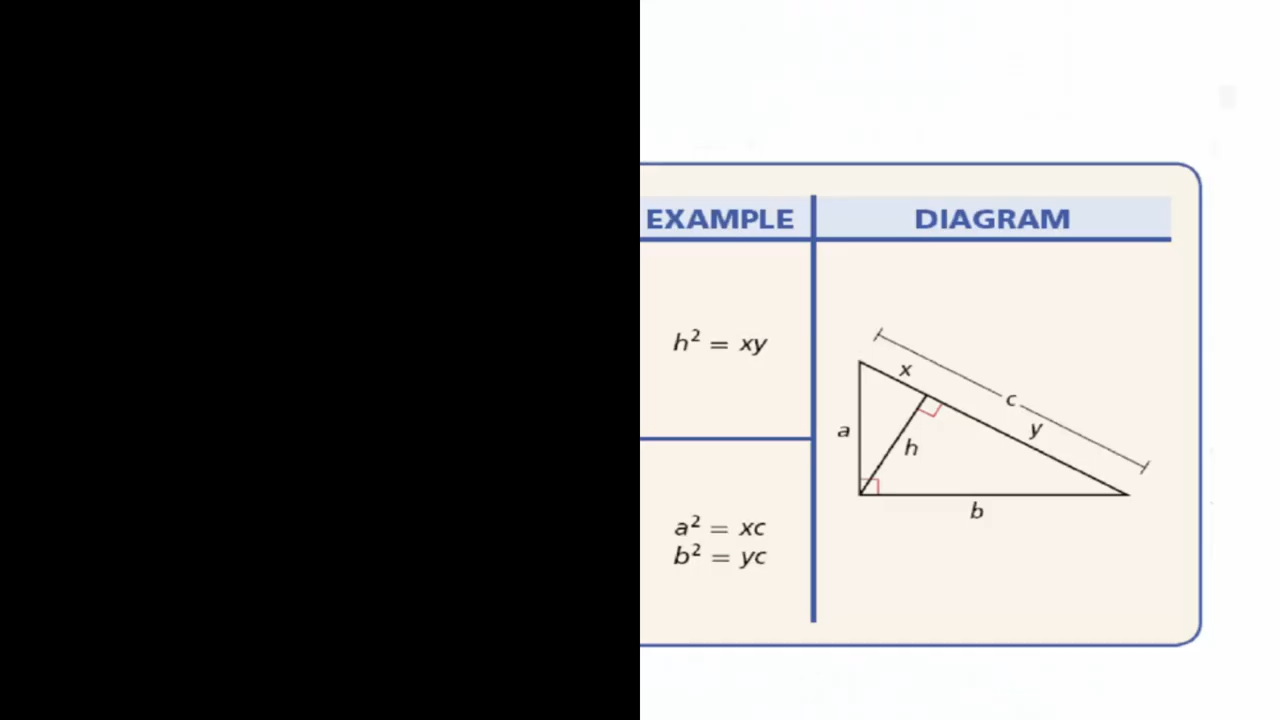 EXAMPLE
DIAGRAM
h² = xy
a² = xc
b² = yc
x
c
y
a
h
b